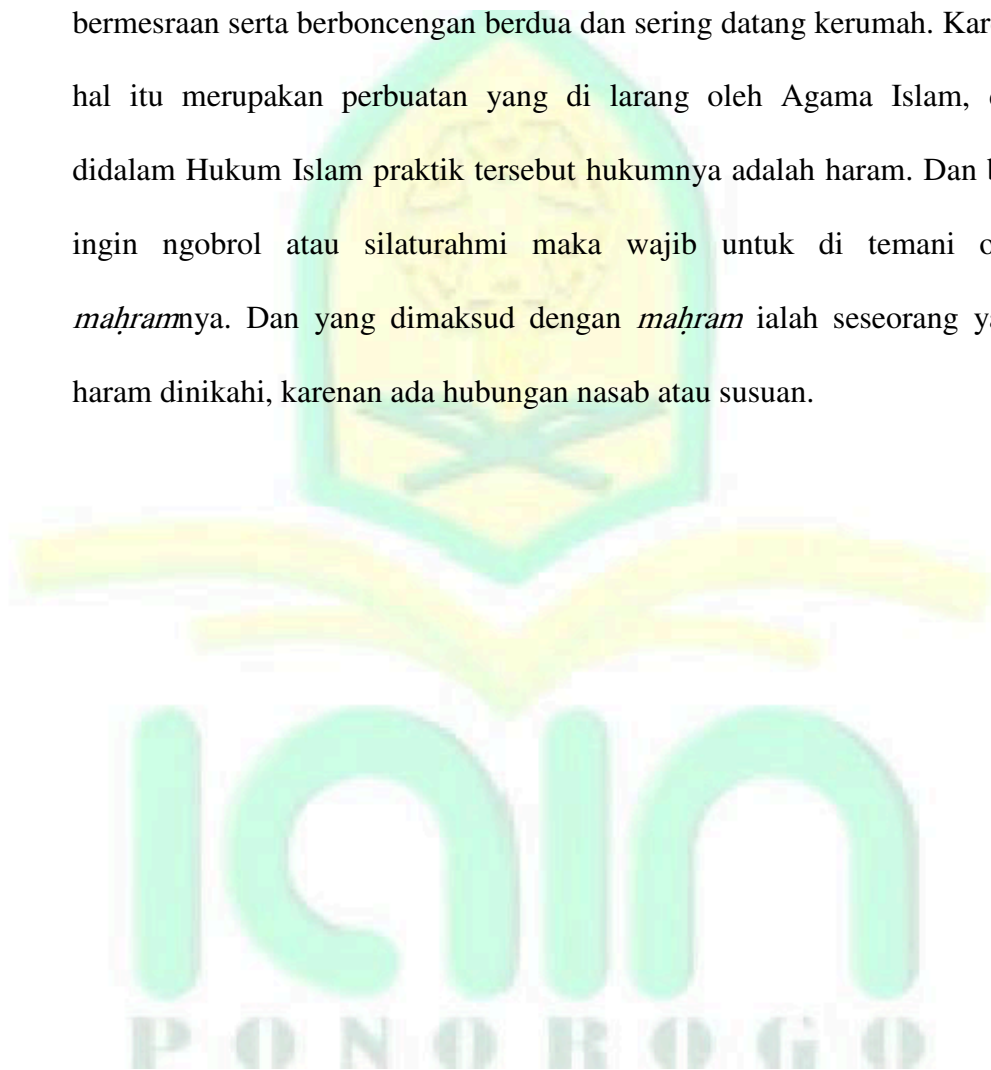 bermesraan serta berboncengan berdua dan sering datang kerumah. Kar
hal itu merupakan perbuatan yang di larang oleh Agama Islam,
didalam Hukum Islam praktik tersebut hukumnya adalah haram. Dan b
ingin ngobrol atau silaturahmi maka wajib untuk di temani o
maḥramnya. Dan yang dimaksud dengan maḥram ialah seseorang ya
haram dinikahi, karenan ada hubungan nasab atau susuan.
iain
PONOROGO